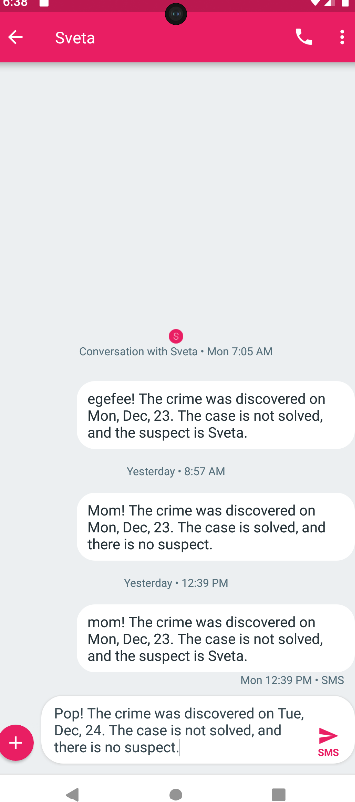 6:38
Sveta
S
Conversation with Sveta • Mon 7:05 AM
egefee! The crime was discovered on
Mon, Dec, 23. The case is not solved,
and the suspect is Sveta.
Yesterday • 8:57 AM
Mom! The crime was discovered on
Mon, Dec, 23. The case is solved, and
there is no suspect.
Yesterday • 12:39 PM
mom! The crime was discovered on
Mon, Dec, 23. The case is not solved,
and the suspect is Sveta.
Mon 12:39 PM • SMS
Pop! The crime was discovered on Tue,
Dec, 24. The case is not solved, and
there is no suspect.
SMS